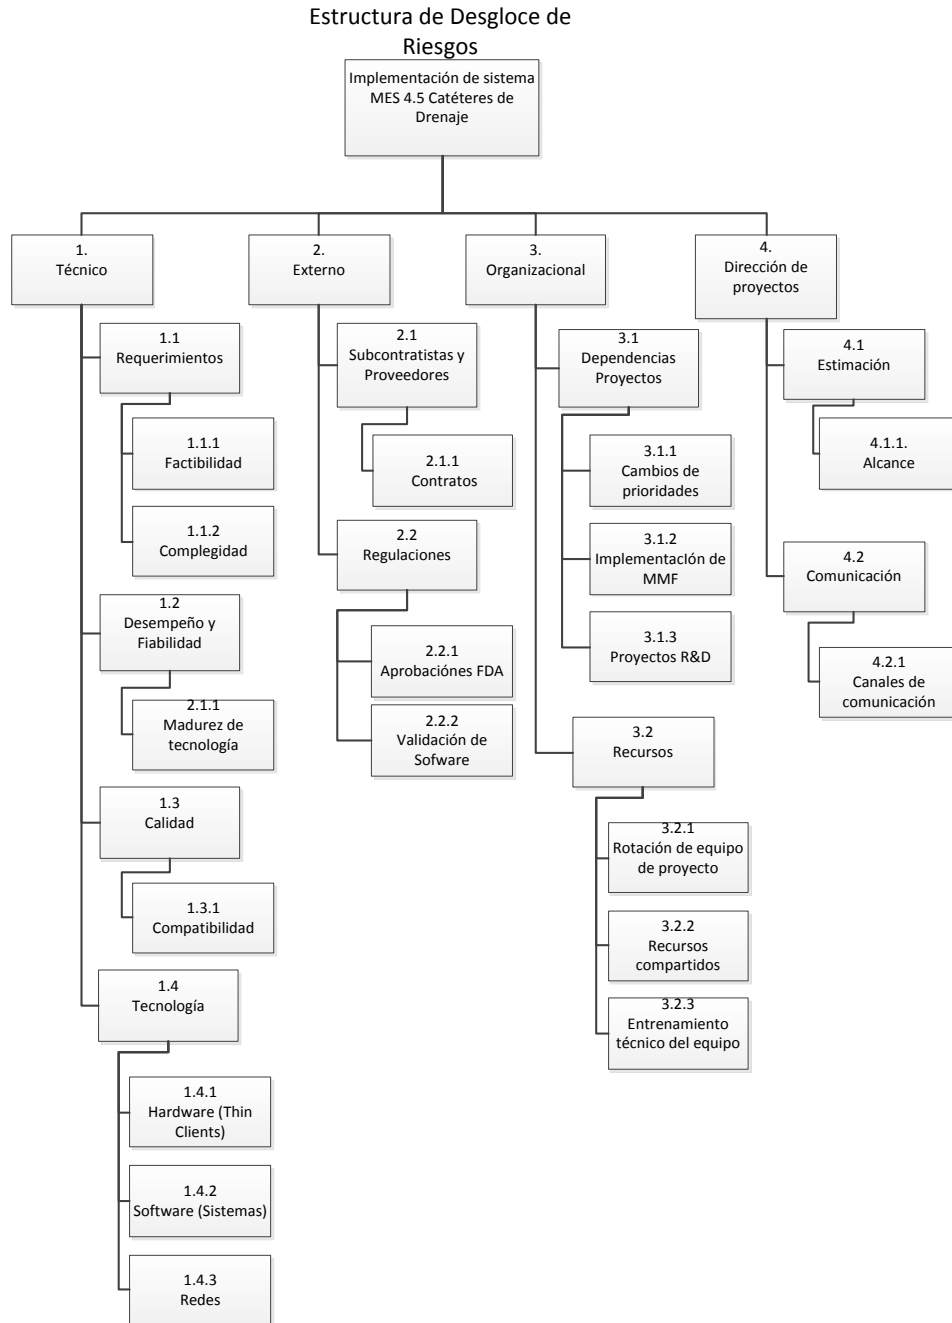 Estructura de Desgloce de
Riesgos
Implementación de sistema
MES 4.5 Catéteres de
Drenaje
1.
Técnico
1.1
Requerimientos
1.1.1
Factibilidad
1.1.2
Complegidad
1.2
Desempeño y
Fiabilidad
2.1.1
Madurez de
tecnología
1.3
Calidad
1.3.1
Compatibilidad
1.4
Tecnología
1.4.1
Hardware (Thin
Clients)
1.4.2
Software (Sistemas)
1.4.3
Redes
2.
Externo
2.1
Subcontratistas y
Proveedores
2.1.1
Contratos
2.2
Regulaciones
2.2.1
Aprobaciónes FDA
2.2.2
Validación de
Sofware
3.
Organizacional
3.1
Dependencias
Proyectos
3.1.1
Cambios de
prioridades
3.1.2
Implementación de
MMF
3.1.3
Proyectos R&D
3.2
Recursos
3.2.1
Rotación de equipo
de proyecto
3.2.2
Recursos
compartidos
3.2.3
Entrenamiento
técnico del equipo
4.
Dirección de
proyectos
4.1
Estimación
4.1.1.
Alcance
4.2
Comunicación
4.2.1
Canales de
comunicación